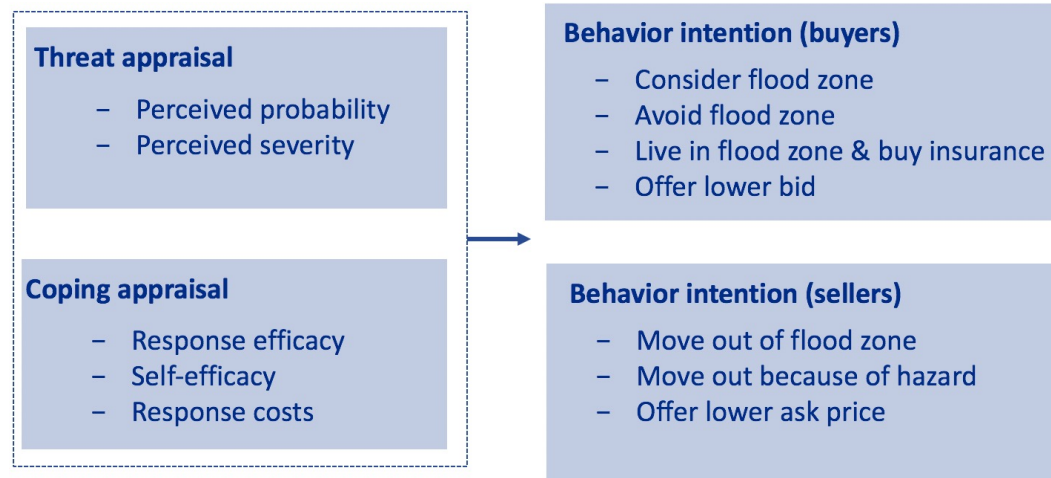 Threat appraisal
− Perceived probability
− Perceived severity
Coping appraisal
− Response efficacy
− Self-efficacy
− Response costs
Behavior intention (buyers)
− Consider flood zone
− Avoid flood zone
− Live in flood zone & buy insurance
− Offer lower bid
Behavior intention (sellers)
− Move out of flood zone
− Move out because of hazard
− Offer lower ask price